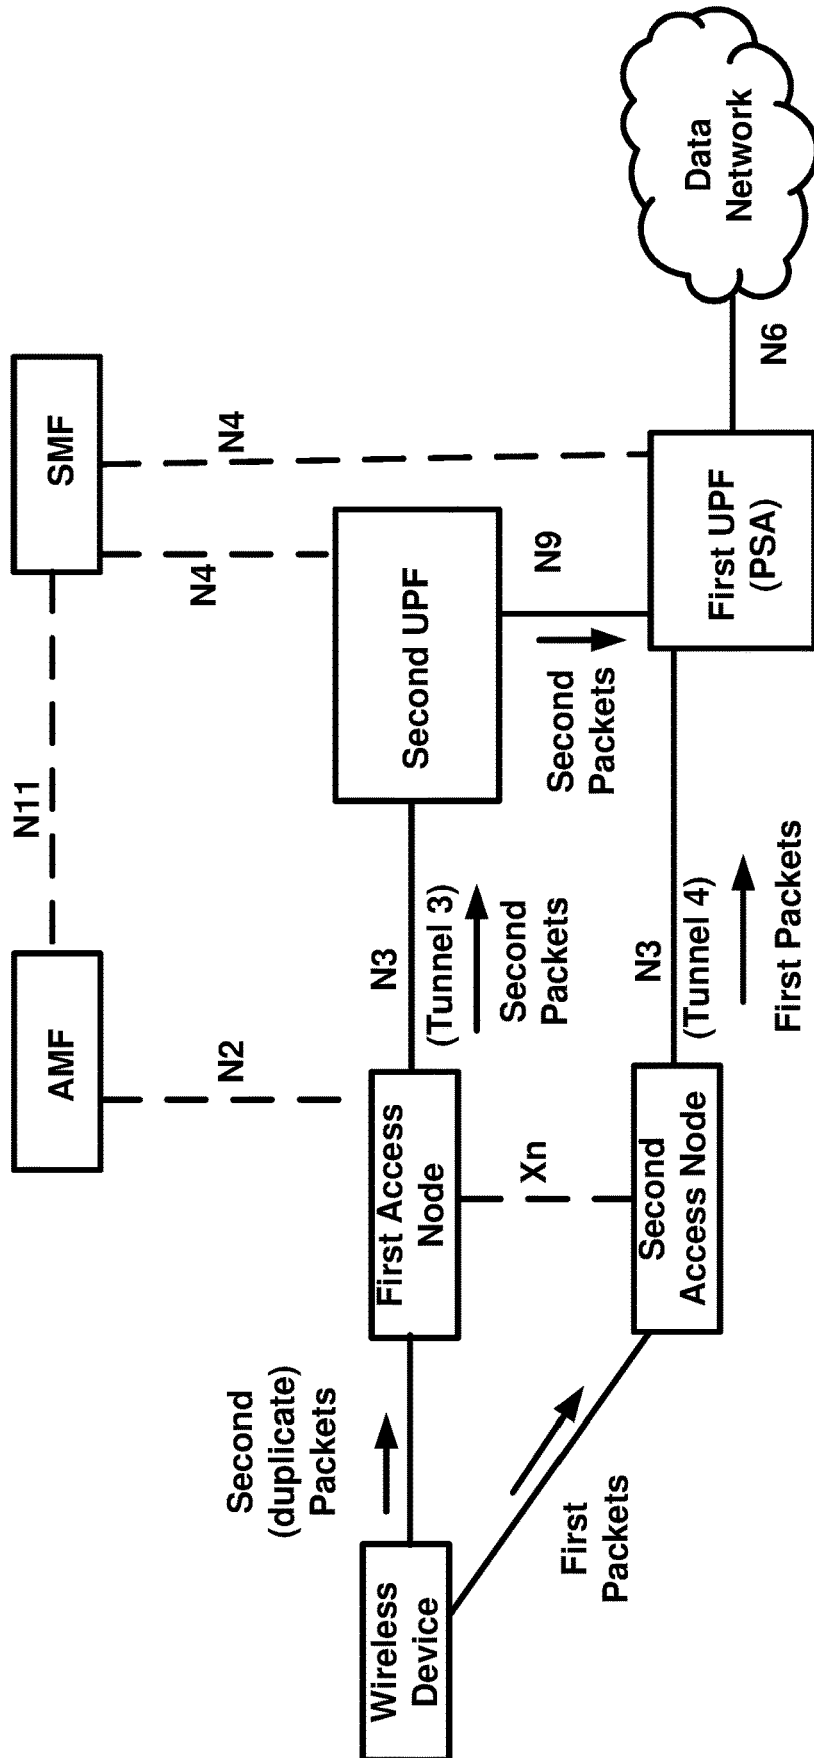 AMF
N11
SMF
N2
N4
N4
Second
(duplicate)
Packets
First Access
Node
N3
(Tunnel 3)
Second
Packets
Second UPF
N9
Second
Packets
Wireless
Device
Xn
First
Packets
Second
Access Node
N3
(Tunnel 4)
First Packets
First UPF
(PSA)
N6
Data
Network